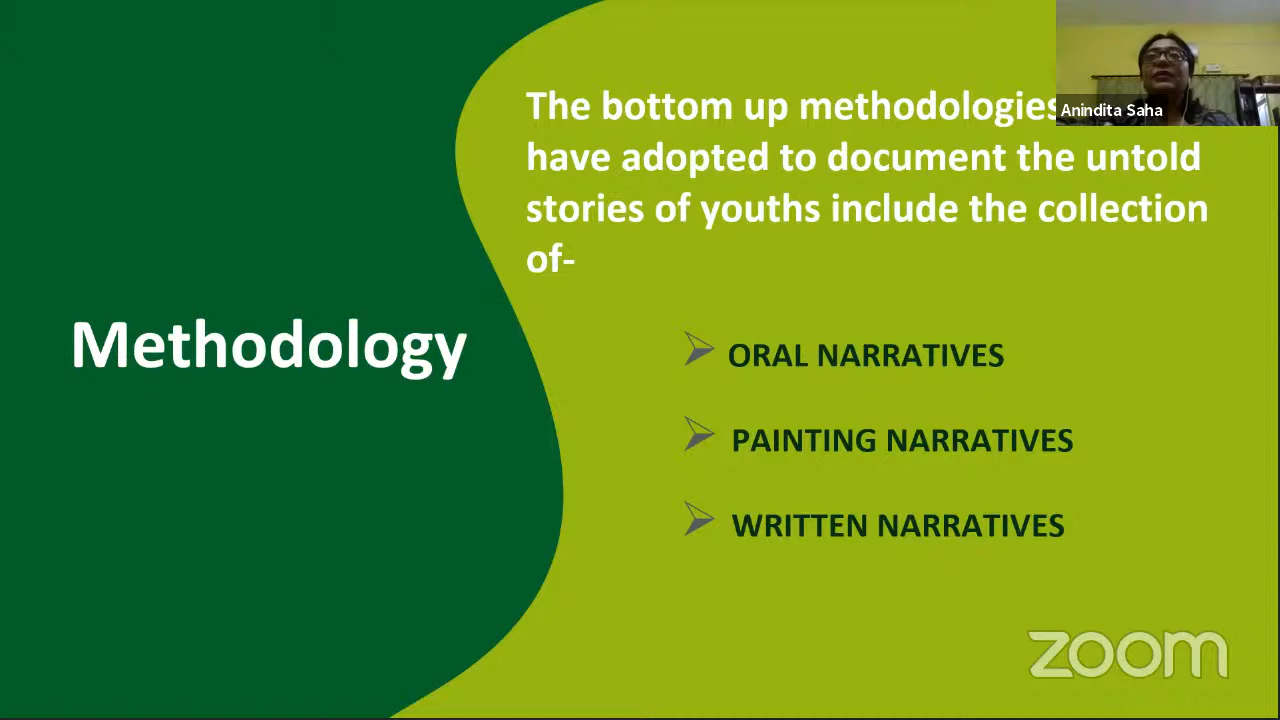 The bottom up methodologies
have adopted to document the untold
stories of youths include the collection
of-
Methodology
ORAL NARRATIVES
PAINTING NARRATIVES
WRITTEN NARRATIVES
Anindita Saha
zoom